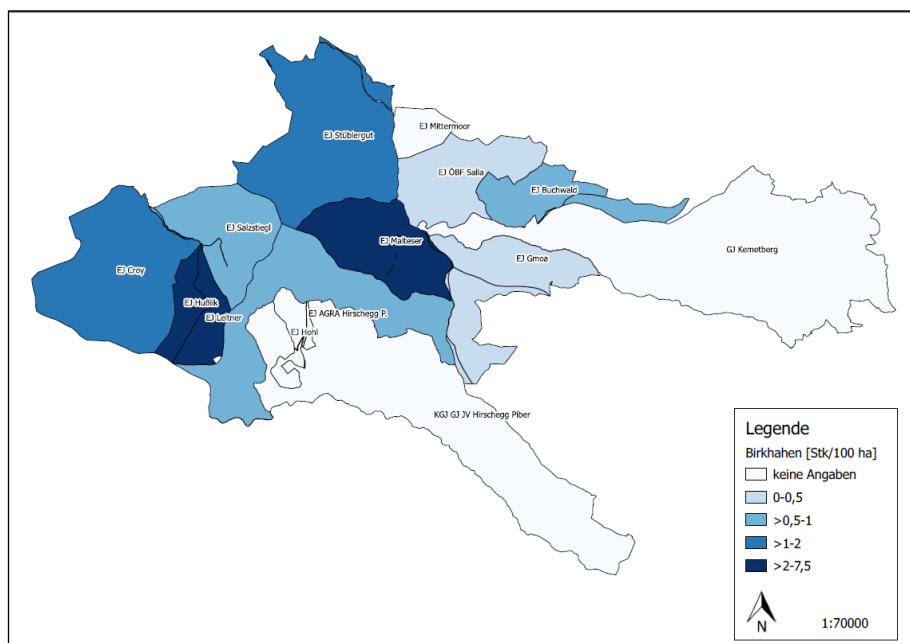 EJ Mittermoor
EJ Stüblergut
EJ ÖBF Salla
EJ Buchwald
EJ Salzstiegl
EJ Malteser
GJ Kemetberg
EJ Gmoa
EJ Croy
EJ Hußlik
EJ AGRA Hirschegg P.
EJ Leitner
EJ Hohl
KGJ GJ JV Hirschegg Piber
Legende
Birkhahen [Stk/100 ha]
keine Angaben
0-0,5
>0,5-1
>1-2
>2-7,5
N
1:70000